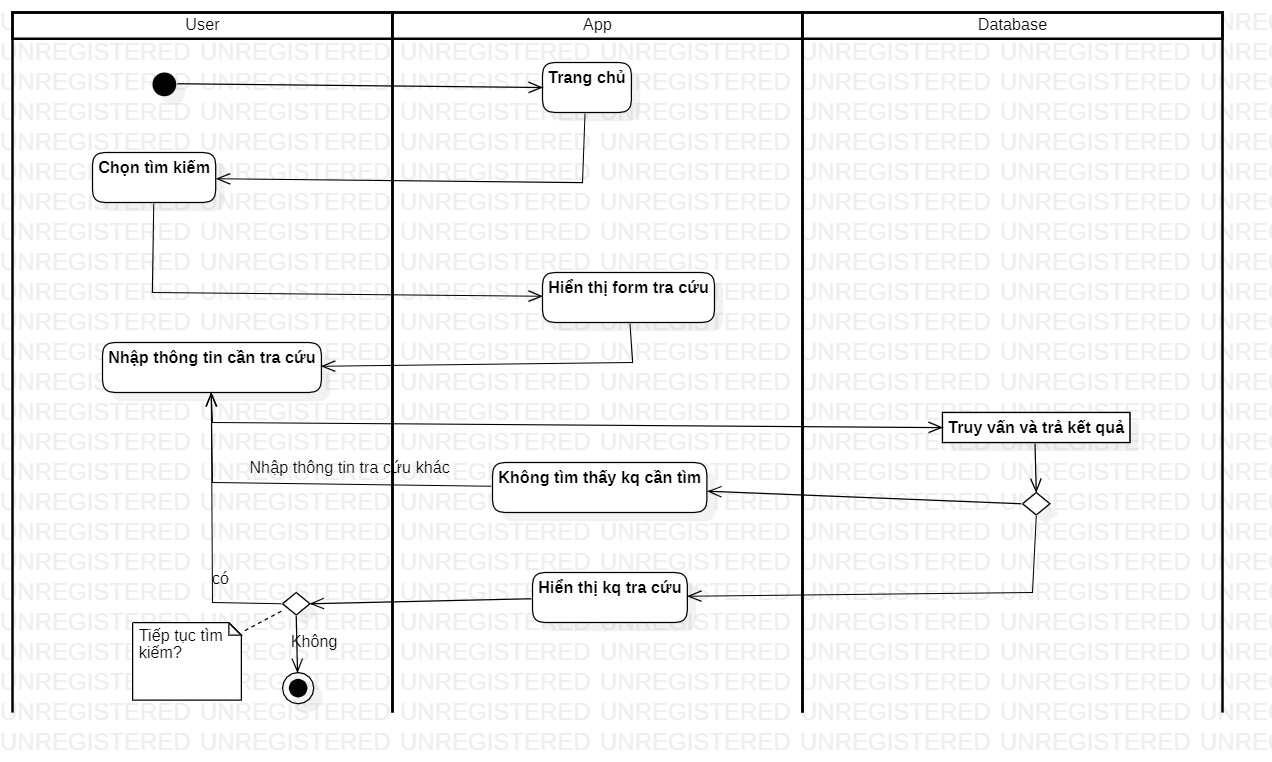 User
App
Database
Trang chủ
Chọn tìm kiếm
Hiển thị form tra cứu
Nhập thông tin cần tra cứu
Truy vấn và trả kết quả
Nhập thông tin tra cứu khác
Không tìm thấy kq cần tìm
có
Hiển thị kq tra cứu
Tiếp tục tìm
kiếm?
Không
UNREGISTERED